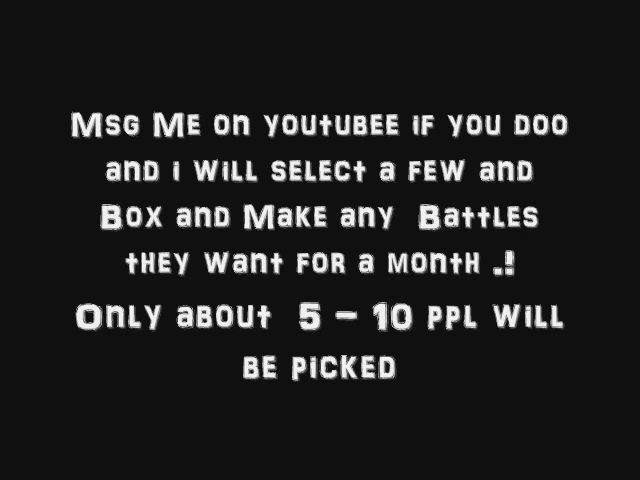 Msg Me on youtubee if you doo
and i will select a few and
Box and Make any Battles
they want for a month .!
Only about 5 - 10 ppl will
be picked